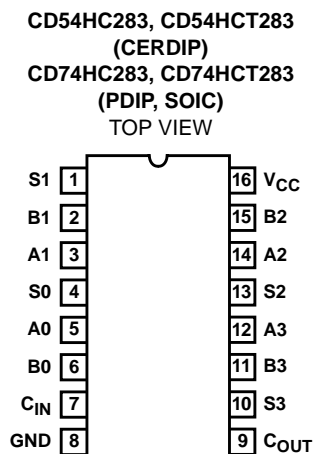 CD54HC283, CD54HCT283
(CERDIP)
CD74HC283, CD74HCT283
(PDIP, SOIC)
TOP VIEW
S1 1 16 VCC
B1 2 15 B2
A1 3 14 A2
S0 4 13 S2
A0 5 12 A3
B0 6 11 B3
CIN 7 10 S3
GND 8 9 COUT